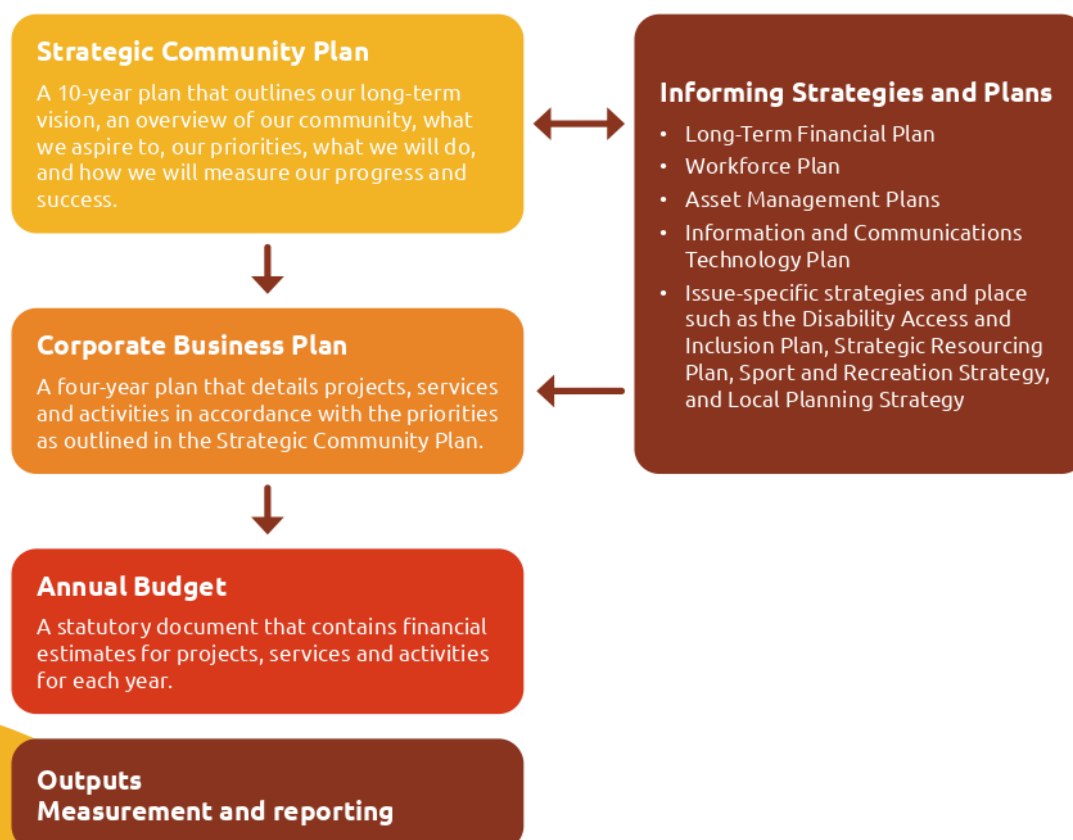 Strategic Community Plan
A 10-year plan that outlines our long-term
vision, an overview of our community, what
we aspire to, our priorities, what we will do,
and how we will measure our progress and
success.
Informing Strategies and Plans
• Long-Term Financial Plan
• Workforce Plan
• Asset Management Plans
• Information and Communications
Technology Plan
• Issue-specific strategies and place
such as the Disability Access and
Inclusion Plan, Strategic Resourcing
Plan, Sport and Recreation Strategy,
and Local Planning Strategy
Corporate Business Plan
A four-year plan that details projects, services
and activities in accordance with the priorities
as outlined in the Strategic Community Plan.
Annual Budget
A statutory document that contains financial
estimates for projects, services and activities
for each year.
Outputs
Measurement and reporting